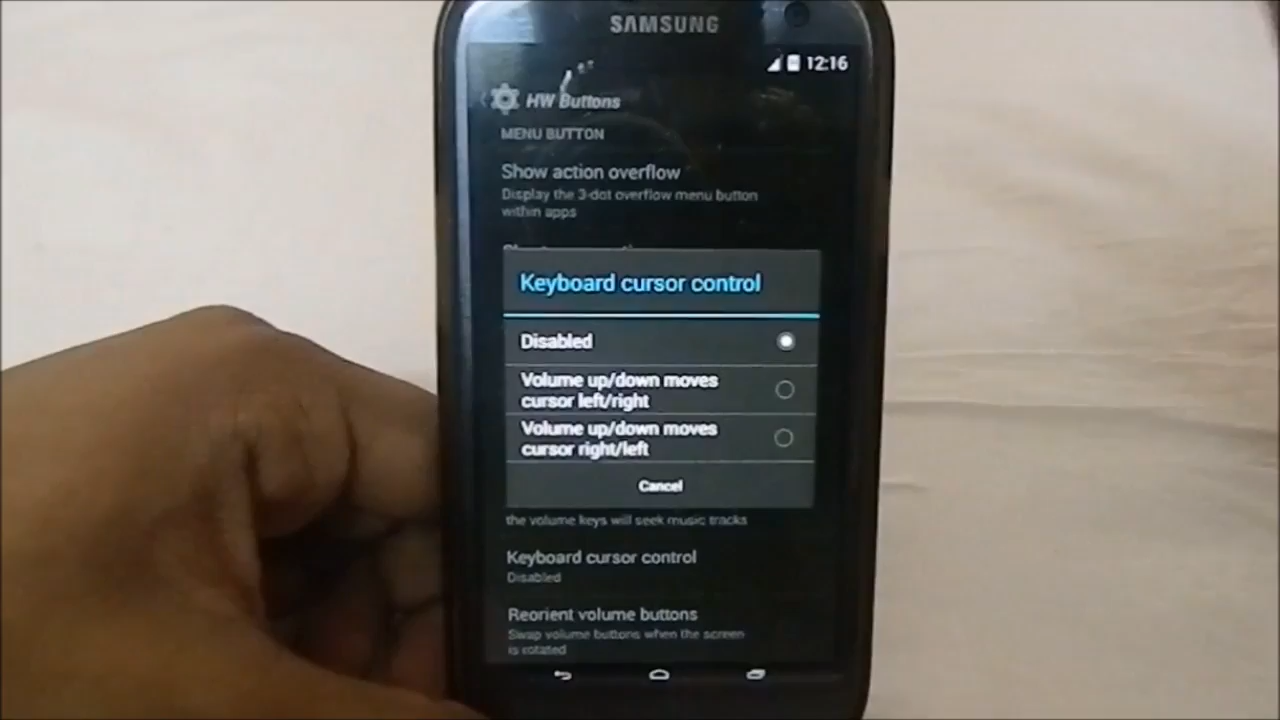 SAMSUNG
12:16
HW Buttons
MENU BUTTON
Show action overflow
Display the 3-dot overflow menu button
within apps
Keyboard cursor control
Disabled
Volume up/down moves
cursor left/right
Volume up/down moves
cursor right/left
Cancel
the volume keys will seek music tracks
Keyboard cursor control
Disabled
Reorient volume buttons
Swap volume buttons when the screen
is rotated